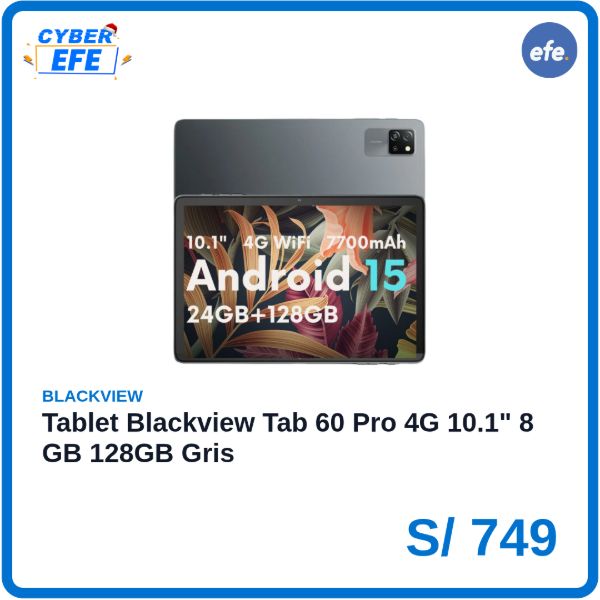 CYBER
EFE
efe.
10.1" 4G WiFi 7700mAh
Android 15
24GB+128GB
BLACKVIEW
Tablet Blackview Tab 60 Pro 4G 10.1" 8
GB 128GB Gris
S/ 749